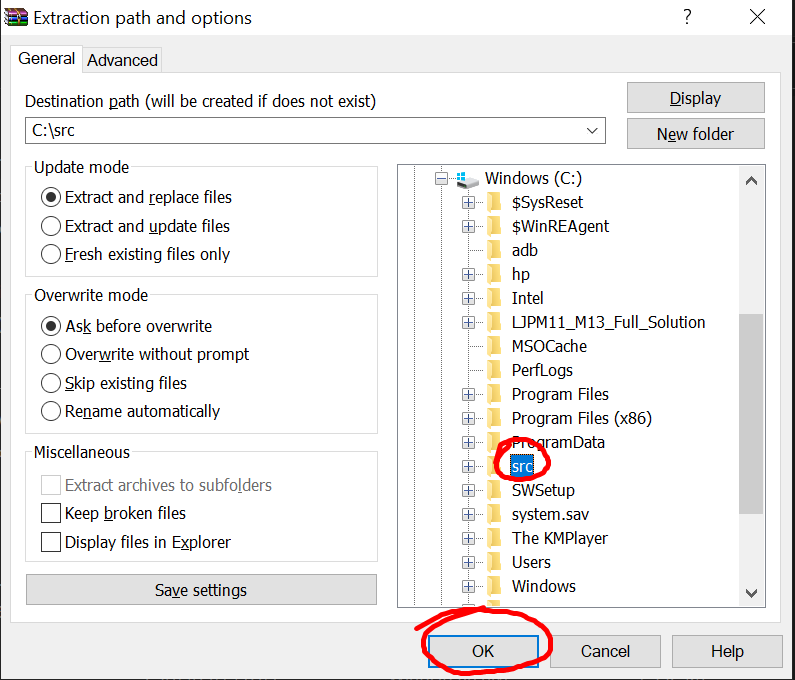 Extraction path and options
?
General
Advanced
Destination path (will be created if does not exist)
Display
C:\src
New folder
Update mode
Extract and replace files
Extract and update files
Fresh existing files only
Overwrite mode
Ask before overwrite
Overwrite without prompt
Skip existing files
Rename automatically
Miscellaneous
Extract archives to subfolders
Keep broken files
Display files in Explorer
Save settings
Windows (C:)
$SysReset
$WinREAgent
adb
hp
Intel
LJPM11_M13_Full_Solution
MSOCache
PerfLogs
Program Files
Program Files (x86)
ProgramData
src
SWSetup
system.sav
The KMPlayer
Users
Windows
OK
Cancel
Help